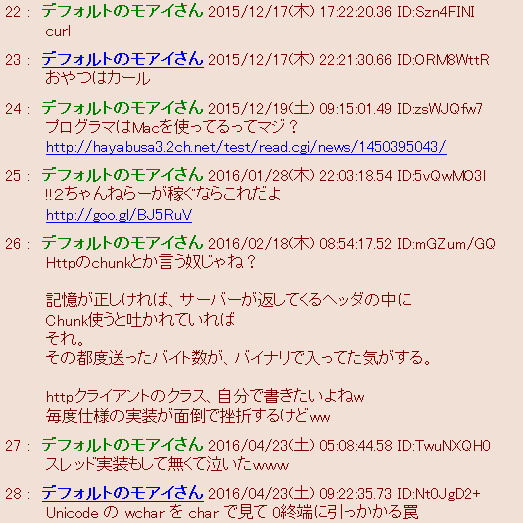 22 : デフォルトのモアイさん 2015/12/17(木) 17:22:20.36 ID:Szn4FINI
curl
23 : デフォルトのモアイさん 2015/12/17(木) 22:21:30.66 ID:ORM8WttR
おやつはカール
24 : デフォルトのモアイさん 2015/12/19(土) 09:15:01.49 ID:zsWJQfw7
プログラマはMacを使ってるってマジ？
http://hayabusa3.2ch.net/test/read.cgi/news/1450395043/
25 : デフォルトのモアイさん 2016/01/28(木) 22:03:18.54 ID:5vQwMO3I
!!２ちゃんねらーが稼ぐならこれだよ
http://goo.gl/BJ5RuV
26 : デフォルトのモアイさん 2016/02/18(木) 08:54:17.52 ID:mGZum/GQ
Httpのchunkとか言う奴じゃね？
記憶が正しければ、サーバーが返してくるヘッダの中に
Chunk使うと吐かれていれば
それ。
その都度送ったバイト数が、バイナリで入ってた気がする。
httpクライアントのクラス、自分で書きたいよねw
毎度仕様の実装が面倒で挫折するけどww
27 : デフォルトのモアイさん 2016/04/23(土) 05:08:44.58 ID:TwuNXQH0
スレッド実装もして無くて泣いたwww
28 : デフォルトのモアイさん 2016/04/23(土) 09:22:35.73 ID:Nt0JgD2+
Unicode の wchar を char で見て 0終端に引っかかる罠